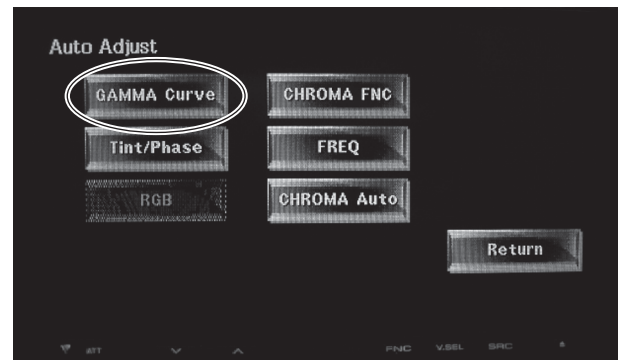 Auto Adjust
GAMMA Curve
CHROMA FNC
Tint/Phase
FREQ
RGB
CHROMA Auto
Return
ATT
FNC
V.SEL
SRC